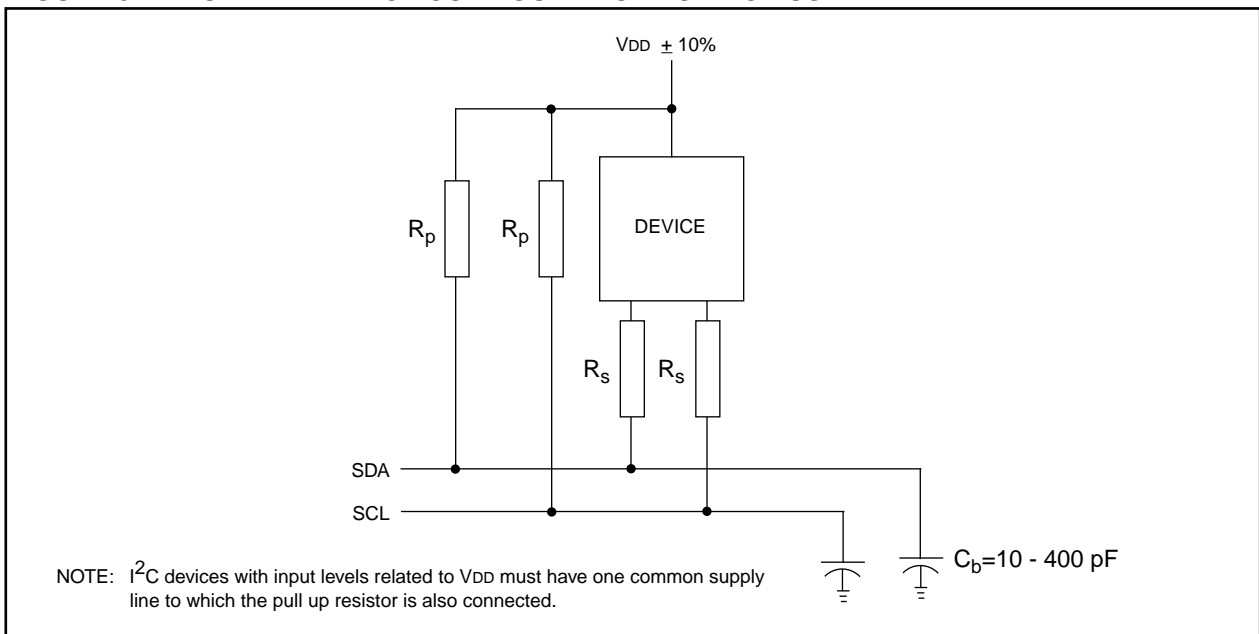 VDD ± 10%
Rp
Rp
DEVICE
Rs
Rs
SDA
SCL
Cb=10 - 400 pF
NOTE: I2C devices with input levels related to VDD must have one common supply
line to which the pull up resistor is also connected.